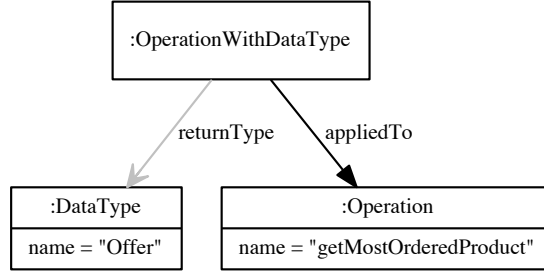 :OperationWithDataType
returnType
appliedTo
:DataType
name = "Offer"
:Operation
name = "getMostOrderedProduct"